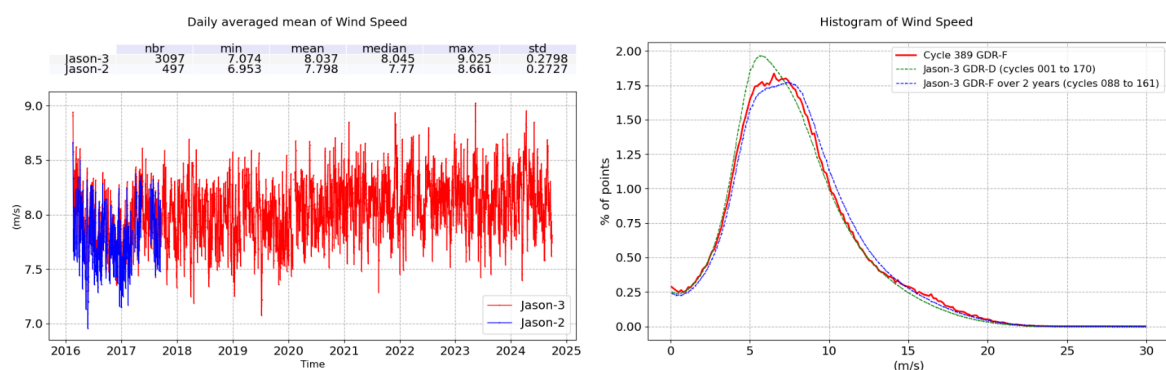 Daily averaged mean of Wind Speed
nbr min mean median max std
Jason-3 3097 7.074 8.037 8.045 9.025 0.2798
Jason-2 497 6.953 7.798 7.77 8.661 0.2727
9.0
8.5
8.0
7.5
7.0
(m/s)
Jason-3
Jason-2
2016 2017 2018 2019 2020 2021 2022 2023 2024 2025
Time
Histogram of Wind Speed
2.00
1.75
1.50
1.25
1.00
0.75
0.50
0.25
0.00
% of points
Cycle 389 GDR-F
Jason-3 GDR-D (cycles 001 to 170)
Jason-3 GDR-F over 2 years (cycles 088 to 161)
0 5 10 15 20 25 30
(m/s)